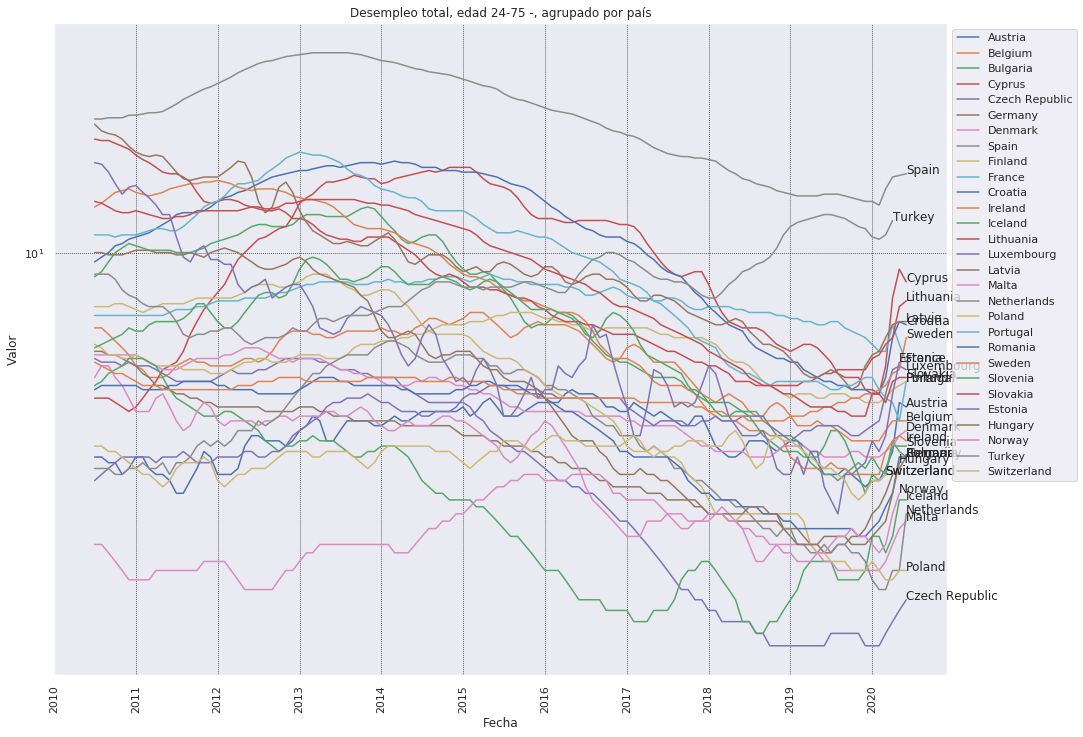 Desempleo total, edad 24-75 -, agrupado por país
Valor
10¹
Fecha
2010
2011
2012
2013
2014
2015
2016
2017
2018
2019
2020
Spain
Turkey
Cyprus
Lithuania
Latvia
Croatia
Sweden
France
Luxembourg
Slovakia
Austria
Belgium
Denmark
Ireland
Slovenia
Hungary
Switzerland
Norway
Iceland
Netherlands
Malta
Poland
Czech Republic
Austria
Belgium
Bulgaria
Cyprus
Czech Republic
Germany
Denmark
Spain
Finland
France
Croatia
Ireland
Iceland
Lithuania
Luxembourg
Latvia
Malta
Netherlands
Poland
Portugal
Romania
Sweden
Slovenia
Slovakia
Estonia
Hungary
Norway
Turkey
Switzerland